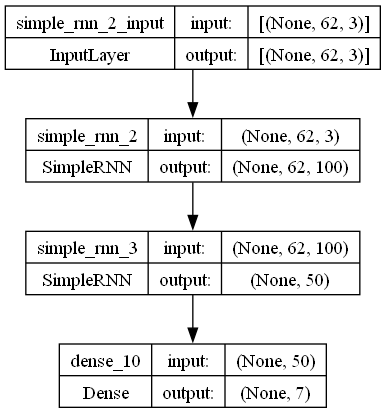 simple_rnn_2_input input: [(None, 62, 3)]
InputLayer output: [(None, 62, 3)]
simple_rnn_2 input: (None, 62, 3)
SimpleRNN output: (None, 62, 100)
simple_rnn_3 input: (None, 62, 100)
SimpleRNN output: (None, 50)
dense_10 input: (None, 50)
Dense output: (None, 7)